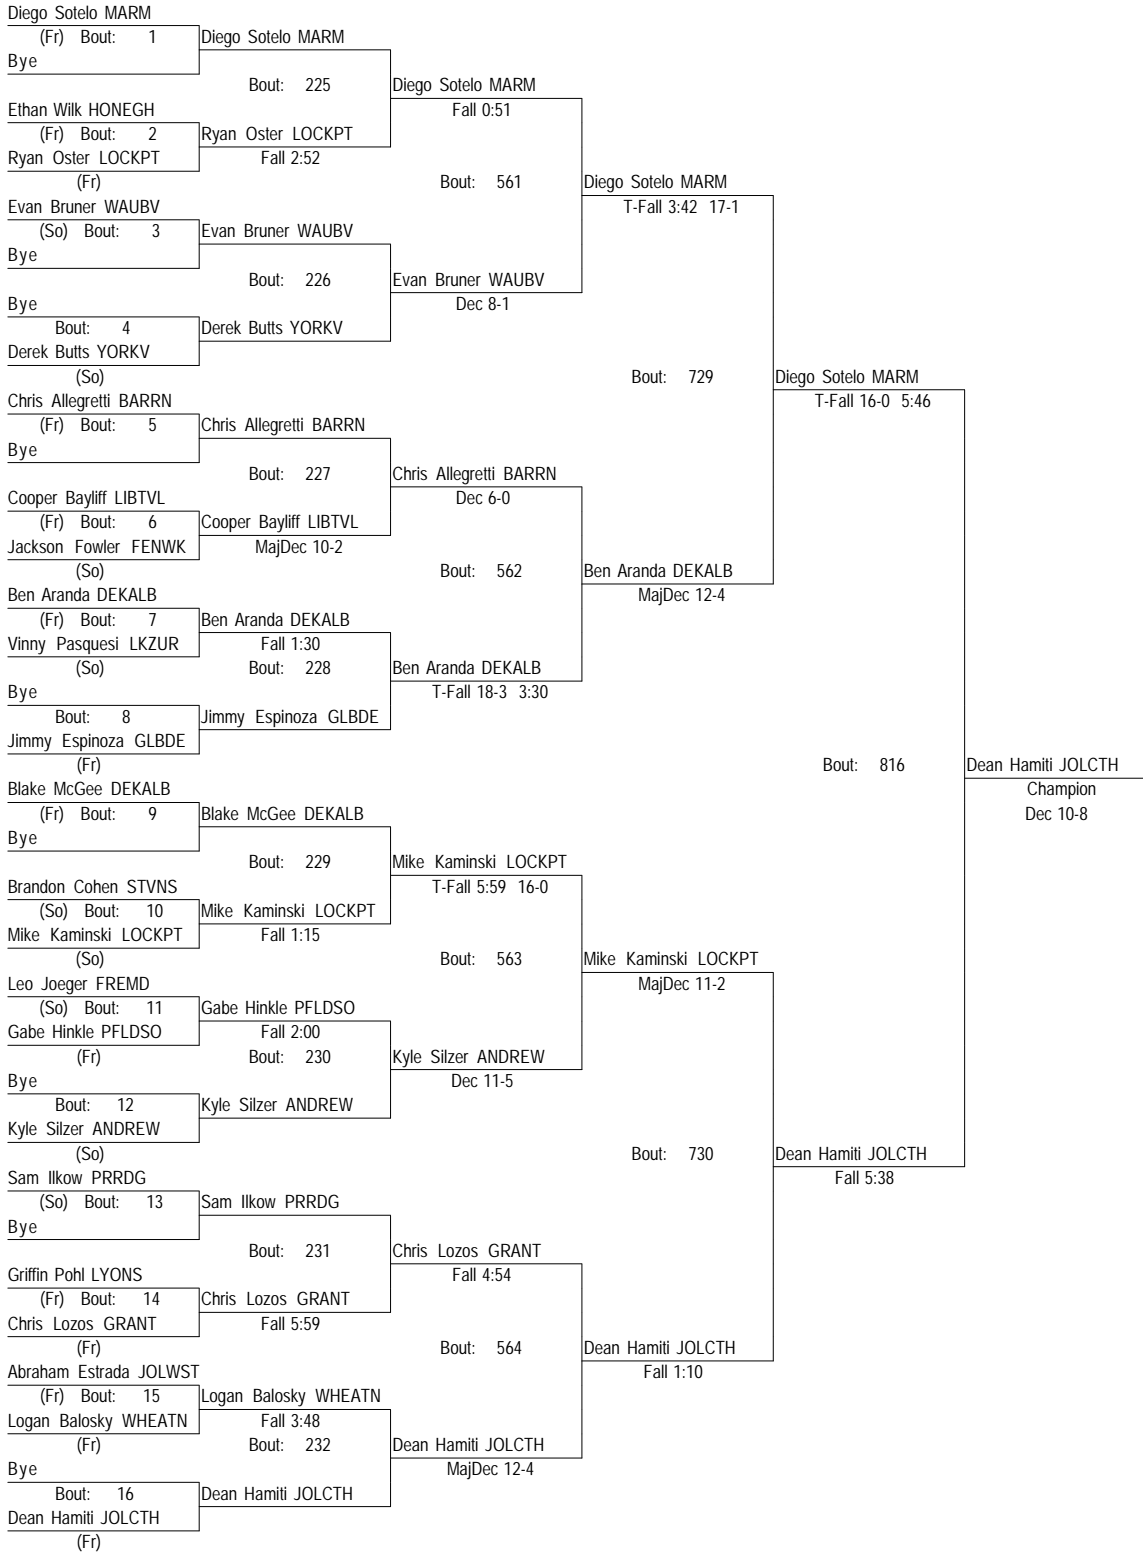 Diego Sotelo MARM
(Fr) Bout: 1
Bye
Diego Sotelo MARM
Bout: 225
Ethan Wilk HONEGH
(Fr) Bout: 2
Ryan Oster LOCKPT
(Fr)
Ryan Oster LOCKPT
Fall 2:52
Diego Sotelo MARM
Fall 0:51
Bout: 561
Evan Bruner WAUBV
(So) Bout: 3
Bye
Evan Bruner WAUBV
Bout: 226
Bye
Bout: 4
Derek Butts YORKV
(So)
Derek Butts YORKV
Evan Bruner WAUBV
Dec 8-1
Diego Sotelo MARM
T-Fall 3:42 17-1
Bout: 729
Chris Allegretti BARRN
(Fr) Bout: 5
Bye
Chris Allegretti BARRN
Bout: 227
Cooper Bayliff LIBTVL
(Fr) Bout: 6
Jackson Fowler FENWK
(So)
Cooper Bayliff LIBTVL
MajDec 10-2
Chris Allegretti BARRN
Dec 6-0
Bout: 562
Ben Aranda DEKALB
(Fr) Bout: 7
Vinny Pasquesi LKZUR
(So)
Ben Aranda DEKALB
Fall 1:30
Bout: 228
Bye
Bout: 8
Jimmy Espinoza GLBDE
(Fr)
Jimmy Espinoza GLBDE
Ben Aranda DEKALB
T-Fall 18-3 3:30
Ben Aranda DEKALB
MajDec 12-4
Diego Sotelo MARM
T-Fall 16-0 5:46
Bout: 816
Blake McGee DEKALB
(Fr) Bout: 9
Bye
Blake McGee DEKALB
Bout: 229
Brandon Cohen STVNS
(So) Bout: 10
Mike Kaminski LOCKPT
(So)
Mike Kaminski LOCKPT
Fall 1:15
Mike Kaminski LOCKPT
T-Fall 5:59 16-0
Bout: 563
Leo Joeger FREMD
(So) Bout: 11
Gabe Hinkle PFLDSO
(Fr)
Gabe Hinkle PFLDSO
Fall 2:00
Bout: 230
Bye
Bout: 12
Kyle Silzer ANDREW
(So)
Kyle Silzer ANDREW
Kyle Silzer ANDREW
Dec 11-5
Mike Kaminski LOCKPT
MajDec 11-2
Bout: 730
Sam Ilkow PRRDG
(So) Bout: 13
Bye
Sam Ilkow PRRDG
Bout: 231
Griffin Pohl LYONS
(Fr) Bout: 14
Chris Lozos GRANT
(Fr)
Chris Lozos GRANT
Fall 5:59
Chris Lozos GRANT
Fall 4:54
Bout: 564
Abraham Estrada JOLWST
(Fr) Bout: 15
Logan Balosky WHEATN
(Fr)
Logan Balosky WHEATN
Fall 3:48
Bout: 232
Bye
Bout: 16
Dean Hamiti JOLCTH
(Fr)
Dean Hamiti JOLCTH
Dean Hamiti JOLCTH
MajDec 12-4
Dean Hamiti JOLCTH
Fall 1:10
Dean Hamiti JOLCTH
Fall 5:38
Dean Hamiti JOLCTH
Champion
Dec 10-8